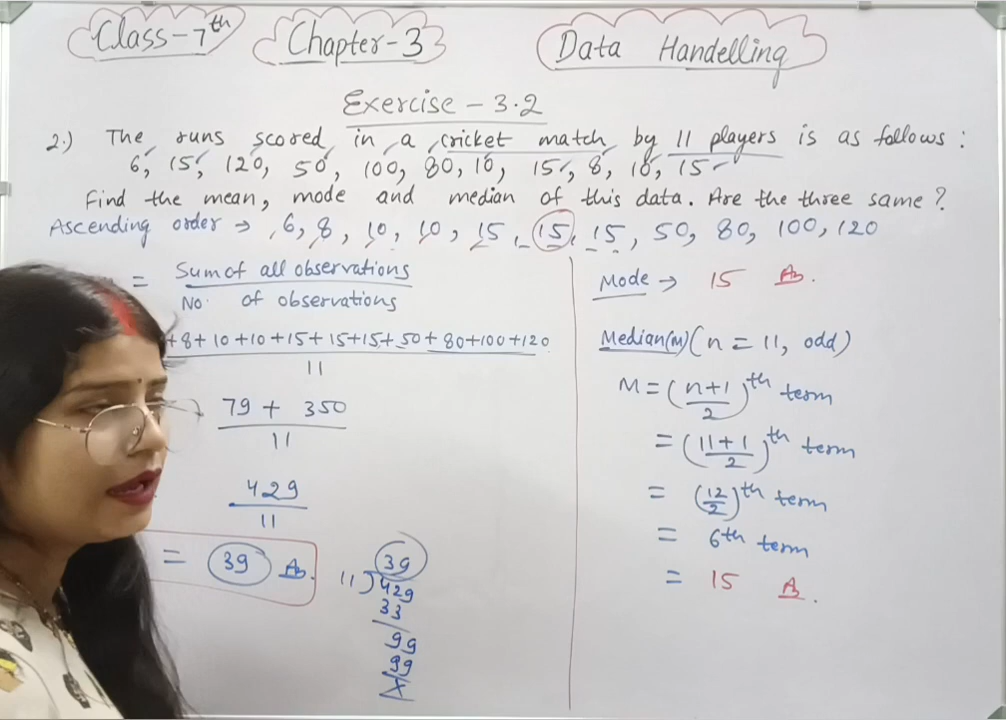 Class-7th
Chapter-3
Data Handelling
Exercise - 3.2
2.) The runs scored in a cricket match by 11 players is as follows:
6, 15, 120, 50, 100, 80, 10, 15, 8, 10, 15
Find the mean, mode and median of this data. Are the three same?
Ascending order → 6, 8, 10, 10, 15, 15, 15, 50, 80, 100, 120
= Sum of all observations
No. of observations
+8+10+10+15+15+15+50+80+100+120
11
79 + 350
11
429
11
= 39 As.
39
11)429
33
99
99
X
Mode → 15 As.
Median(M) (n = 11, odd)
M = (n+1/2)th term
= (11+1/2)th term
= (12/2)th term
= 6th term
= 15 As.